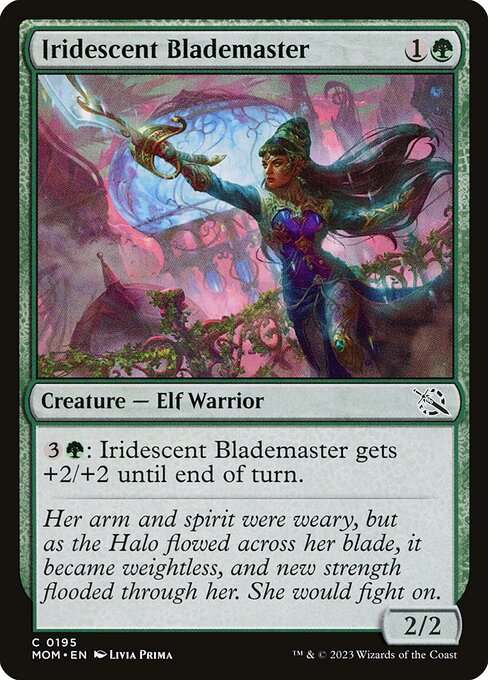 Iridescent Blademaster 1
Creature — Elf Warrior
3 : Iridescent Blademaster gets
+2/+2 until end of turn.
Her arm and spirit were weary, but
as the Halo flowed across her blade, it
became weightless, and new strength
flooded through her. She would fight on.
2/2
C 0195
MOM • EN Livia Prima
™ & © 2023 Wizards of the Coast